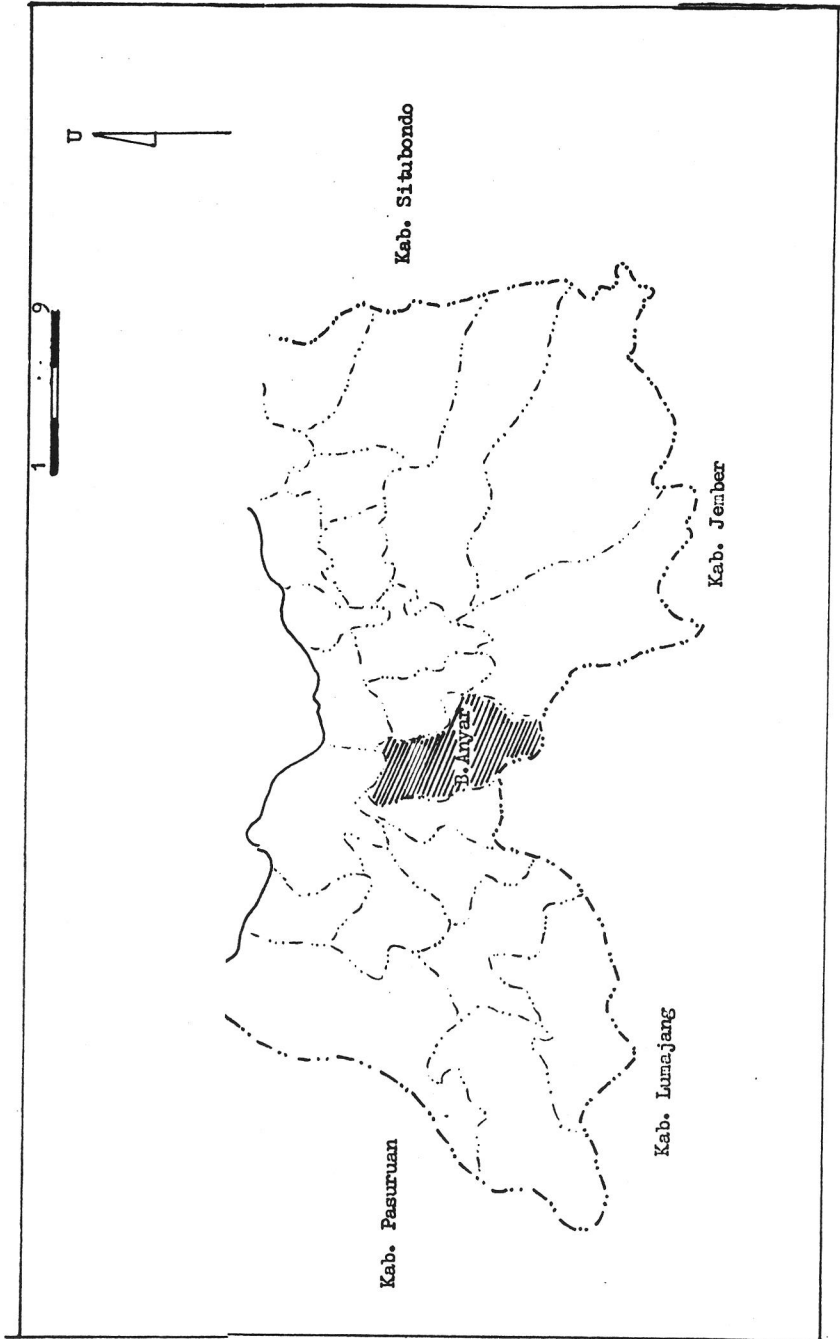 U
1 9
Kab. Situbondo
Kab. Pasuruan
B.Anyar
Kab. Jember
Kab. Lumajang